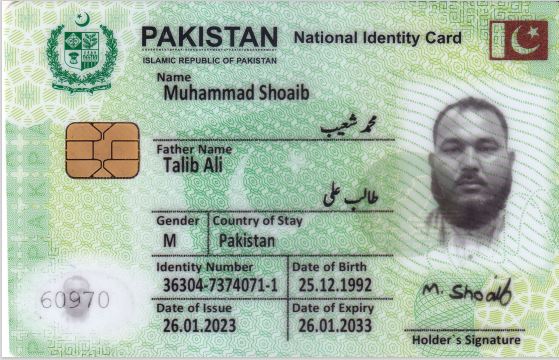 PAKISTAN National Identity Card
ISLAMIC REPUBLIC OF PAKISTAN
Name
Muhammad Shoaib
محمد شعیب
Father Name
Talib Ali
طالب علی
Gender Country of Stay
M Pakistan
Identity Number Date of Birth
36304-7374071-1 25.12.1992
Date of Issue Date of Expiry
26.01.2023 26.01.2033
60970
M. Shoaib
Holder`s Signature